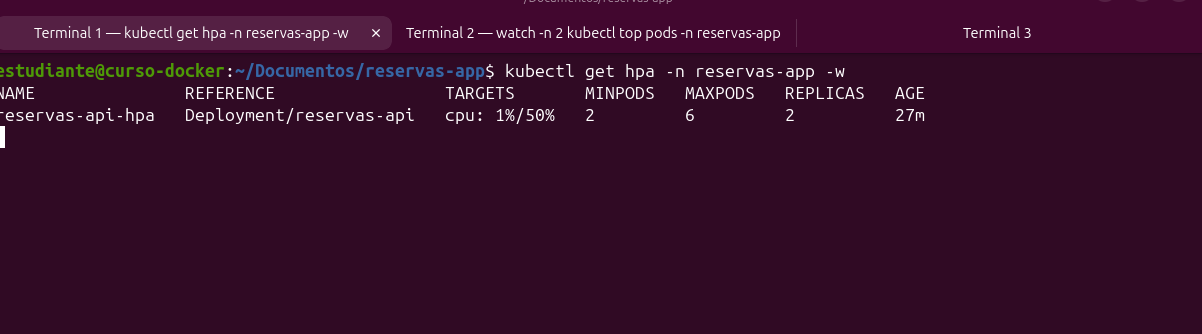 Terminal 1 — kubectl get hpa -n reservas-app -w × Terminal 2 — watch -n 2 kubectl top pods -n reservas-app Terminal 3
estudiante@curso-docker:~/Documentos/reservas-app$ kubectl get hpa -n reservas-app -w
NAME REFERENCE TARGETS MINPODS MAXPODS REPLICAS AGE
reservas-api-hpa Deployment/reservas-api cpu: 1%/50% 2 6 2 27m